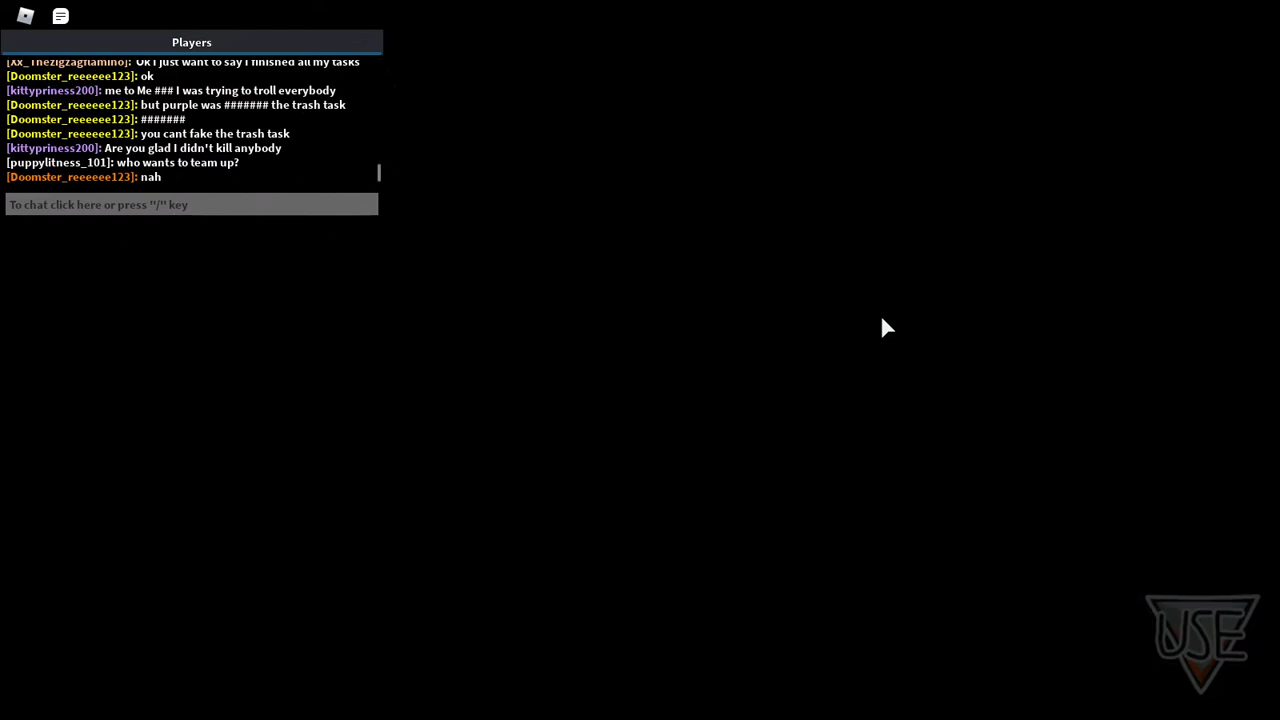 Players
[Xx_Thezigzagflamino]: Ok I just want to say I finished all my tasks
[Doomster_reeeeee123]: ok
[kittypriness200]: me to Me ### I was trying to troll everybody
[Doomster_reeeeee123]: but purple was ####### the trash task
[Doomster_reeeeee123]: #######
[Doomster_reeeeee123]: you cant fake the trash task
[kittypriness200]: Are you glad I didn't kill anybody
[puppylitness_101]: who wants to team up?
[Doomster_reeeeee123]: nah
To chat click here or press "/" key
USE